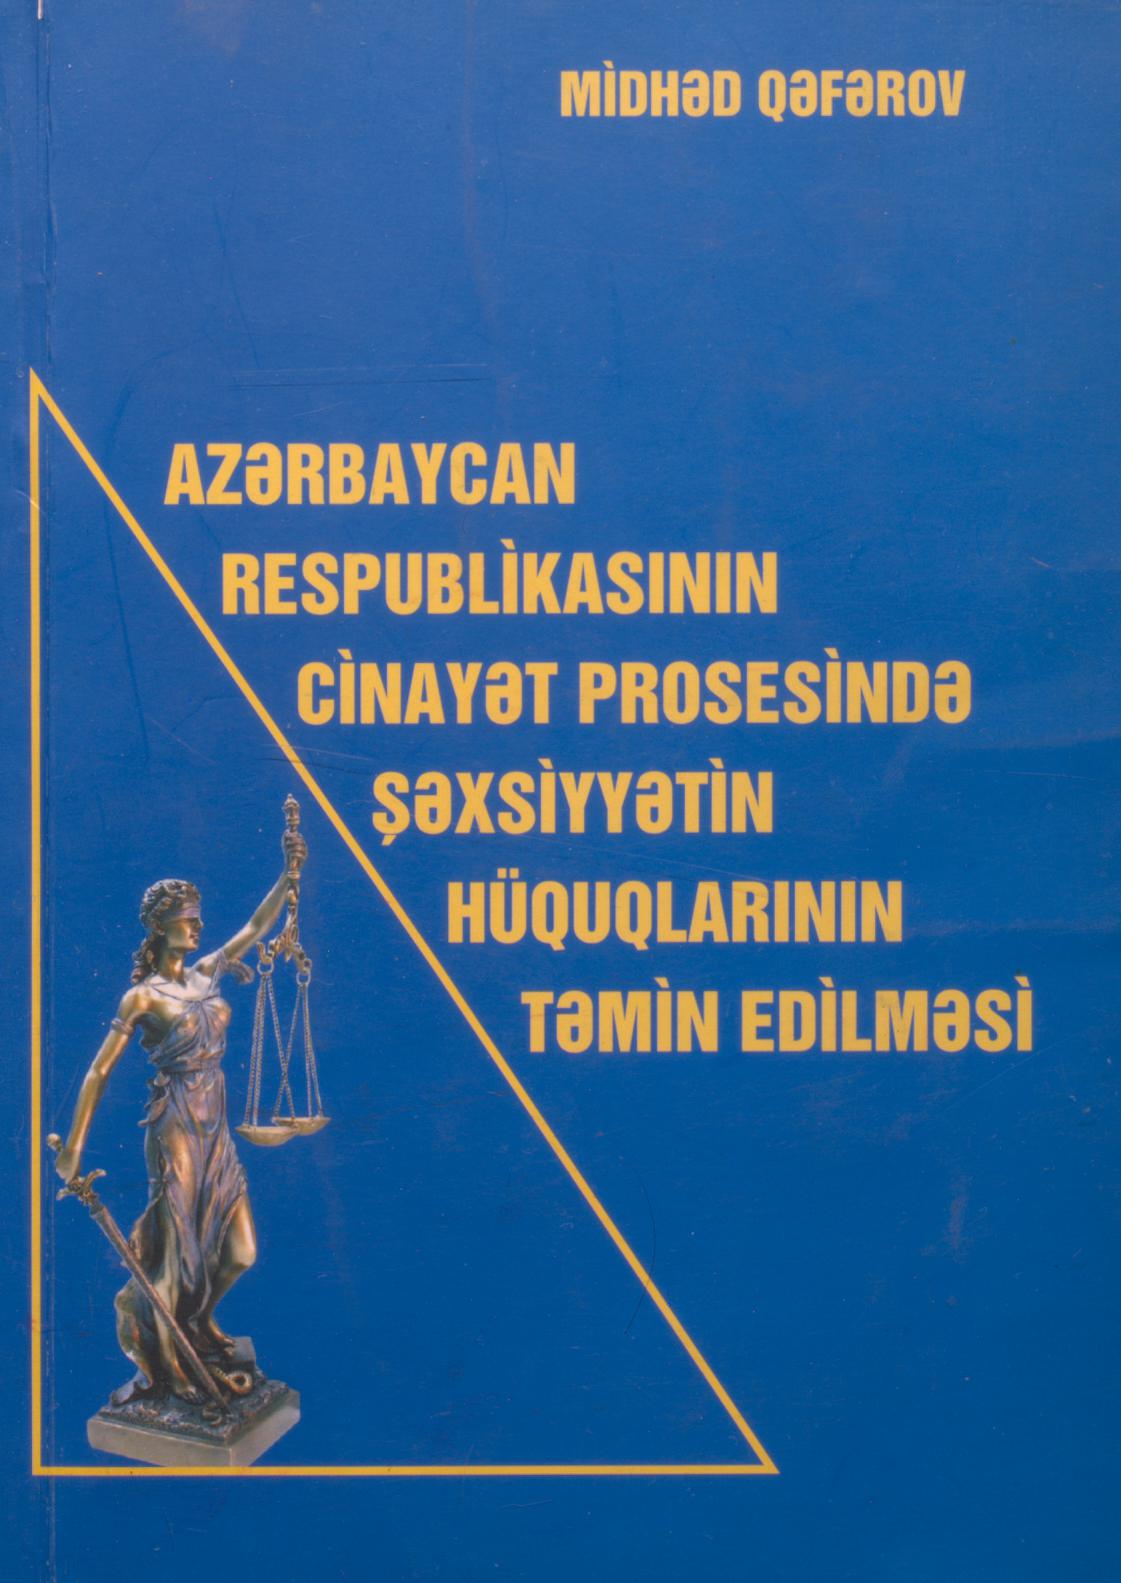 MİDHƏD QƏFƏROV
AZƏRBAYCAN
RESPUBLİKASININ
CİNAYƏT PROSESİNDƏ
ŞƏXSİYYƏTİN
HÜQUQLARININ
TƏMİN EDİLMƏSİ